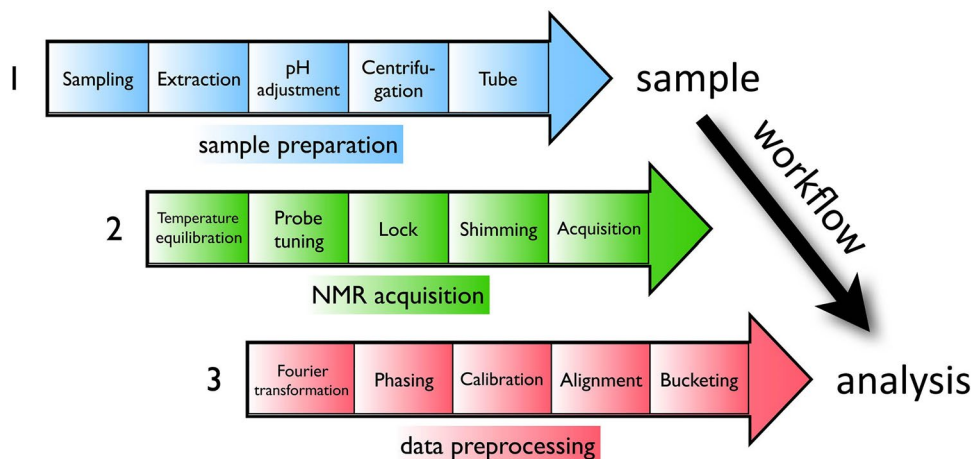 1
Sampling
Extraction
pH
adjustment
Centrifu-
gation
Tube
sample
sample preparation
workflow
2
Temperature
equilibration
Probe
tuning
Lock
Shimming
Acquisition
NMR acquisition
3
Fourier
transformation
Phasing
Calibration
Alignment
Bucketing
analysis
data preprocessing